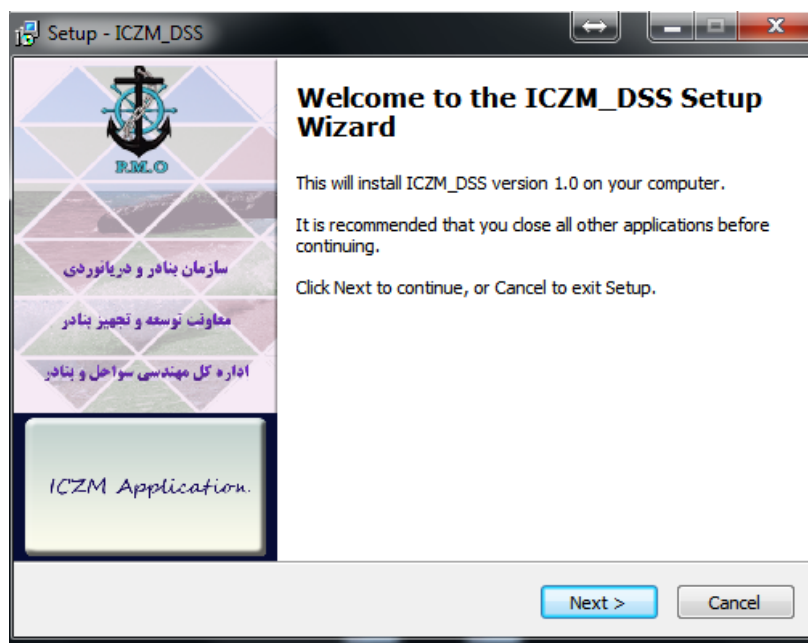 Setup - ICZM_DSS
P.M.O
سازمان بنادر و دریانوردی
معاونت توسعه و تجهیز بنادر
اداره کل مهندسی سواحل و بنادر
ICZM Application.
Welcome to the ICZM_DSS Setup
Wizard
This will install ICZM_DSS version 1.0 on your computer.
It is recommended that you close all other applications before
continuing.
Click Next to continue, or Cancel to exit Setup.
Next >
Cancel